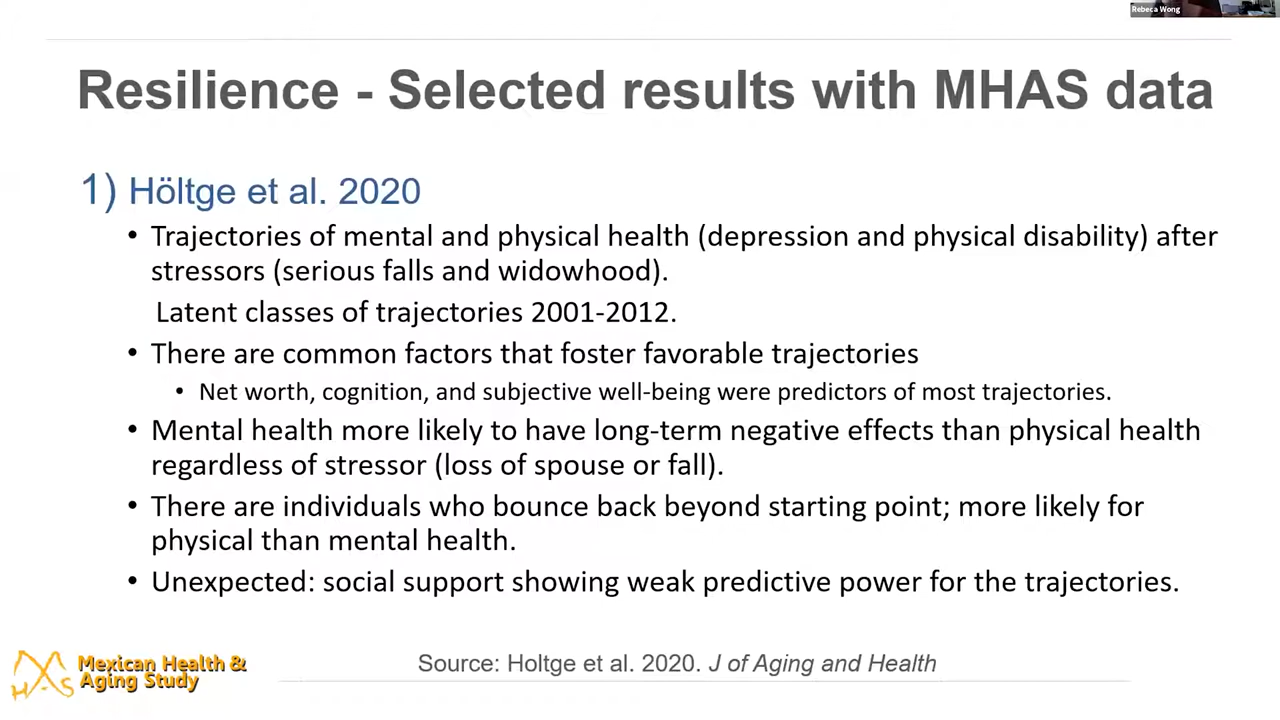 Rebeca Wong
Resilience - Selected results with MHAS data
1) Höltge et al. 2020
• Trajectories of mental and physical health (depression and physical disability) after
stressors (serious falls and widowhood).
Latent classes of trajectories 2001-2012.
• There are common factors that foster favorable trajectories
• Net worth, cognition, and subjective well-being were predictors of most trajectories.
• Mental health more likely to have long-term negative effects than physical health
regardless of stressor (loss of spouse or fall).
• There are individuals who bounce back beyond starting point; more likely for
physical than mental health.
• Unexpected: social support showing weak predictive power for the trajectories.
Mexican Health &
Aging Study
Source: Holtge et al. 2020. J of Aging and Health